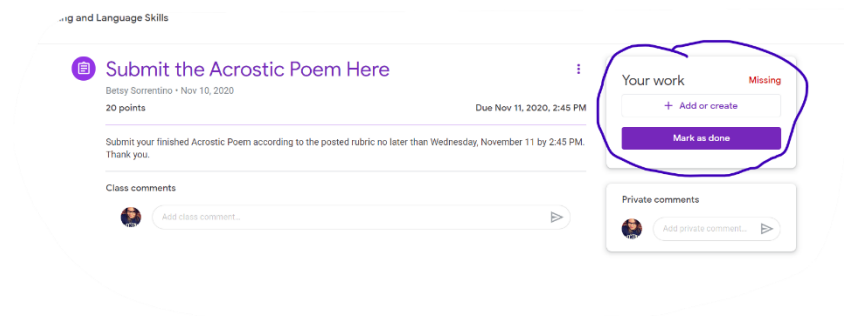 and Language Skills
Submit the Acrostic Poem Here
Betsy Sorrentino • Nov 10, 2020
20 points
Due Nov 11, 2020, 2:45 PM
Submit your finished Acrostic Poem according to the posted rubric no later than Wednesday, November 11 by 2:45 PM.
Thank you.
Class comments
Add class comment...
Your work
Missing
+ Add or create
Mark as done
Private comments
Add private comment...